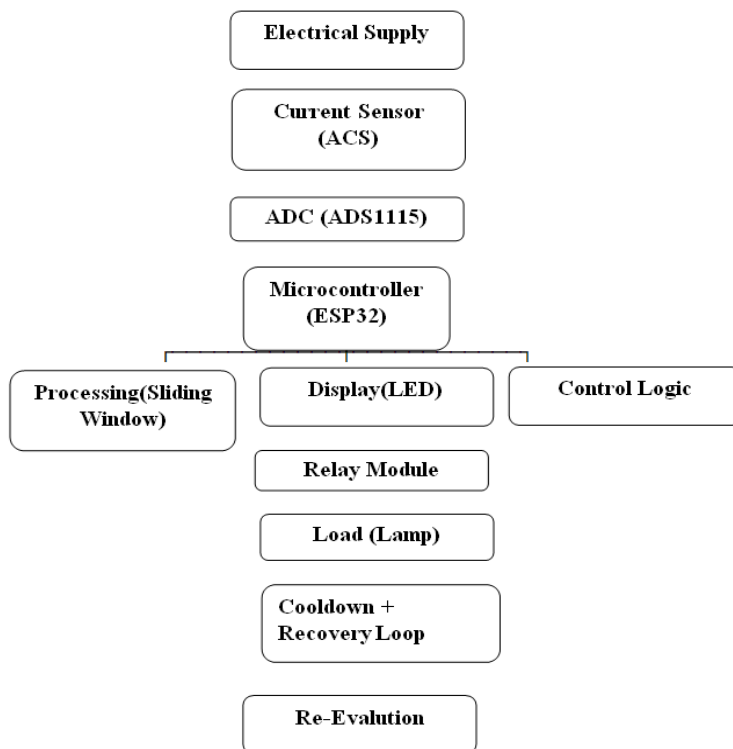 Electrical Supply
Current Sensor
(ACS)
ADC (ADS1115)
Microcontroller
(ESP32)
Processing(Sliding
Window)
Display(LED)
Control Logic
Relay Module
Load (Lamp)
Cooldown +
Recovery Loop
Re-Evalution